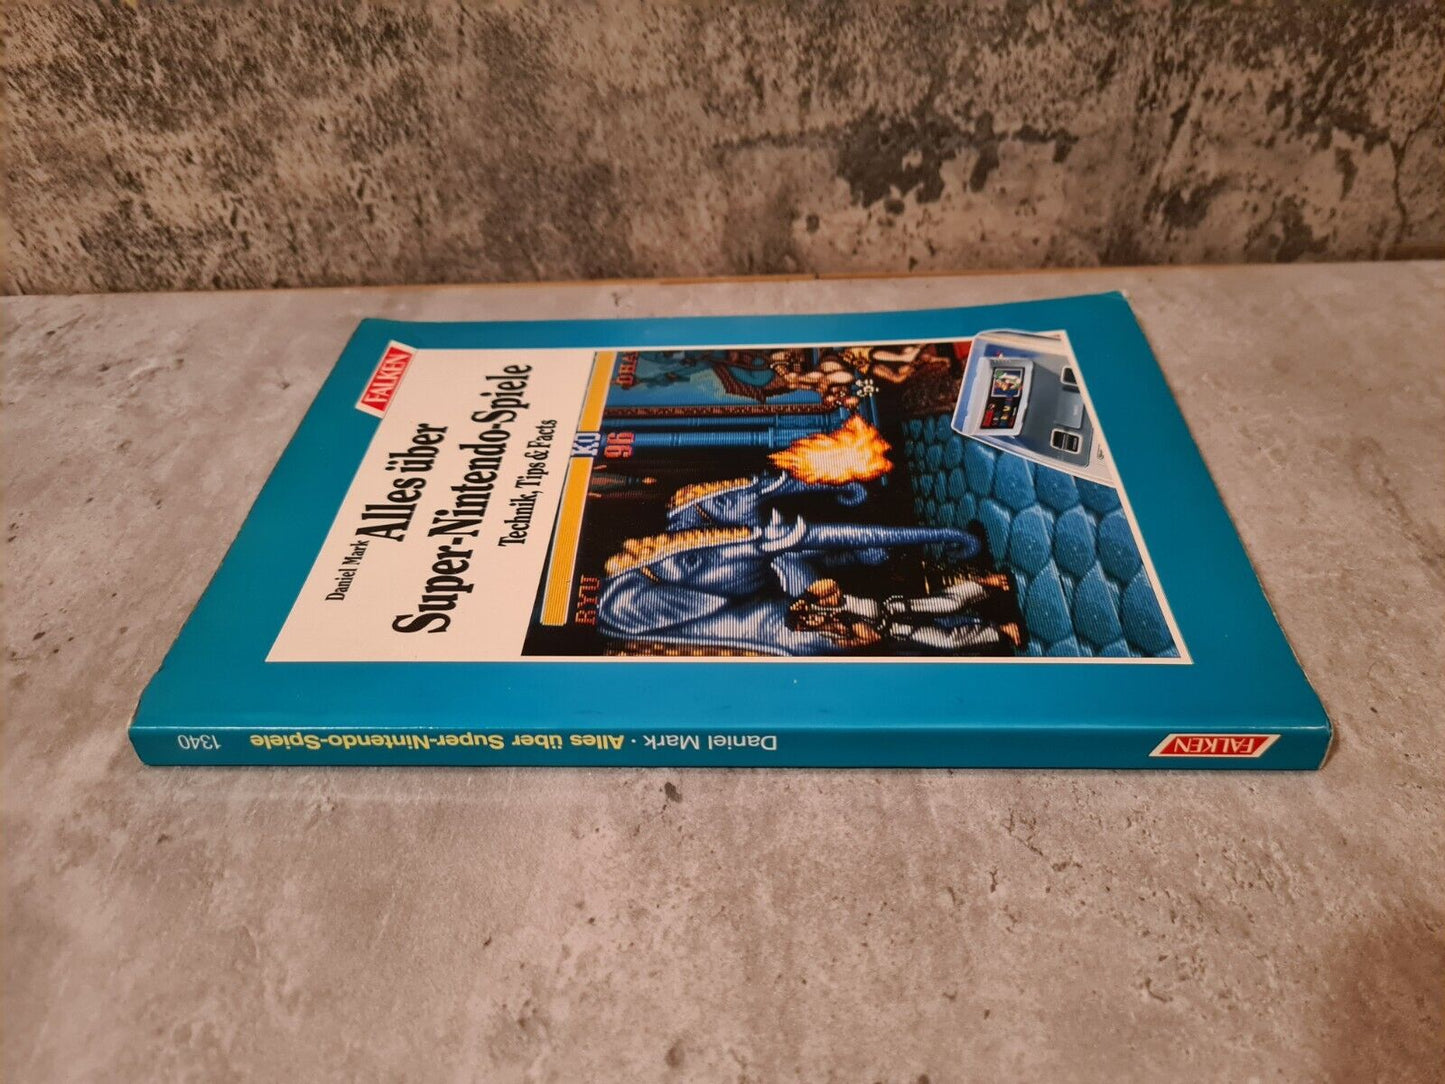 FALKEN
Daniel Mark
Alles über
Super-Nintendo-Spiele
Technik, Tips & Facts
RYU
KO
96
DHA
FALKEN
Daniel Mark · Alles über Super-Nintendo-Spiele
1340